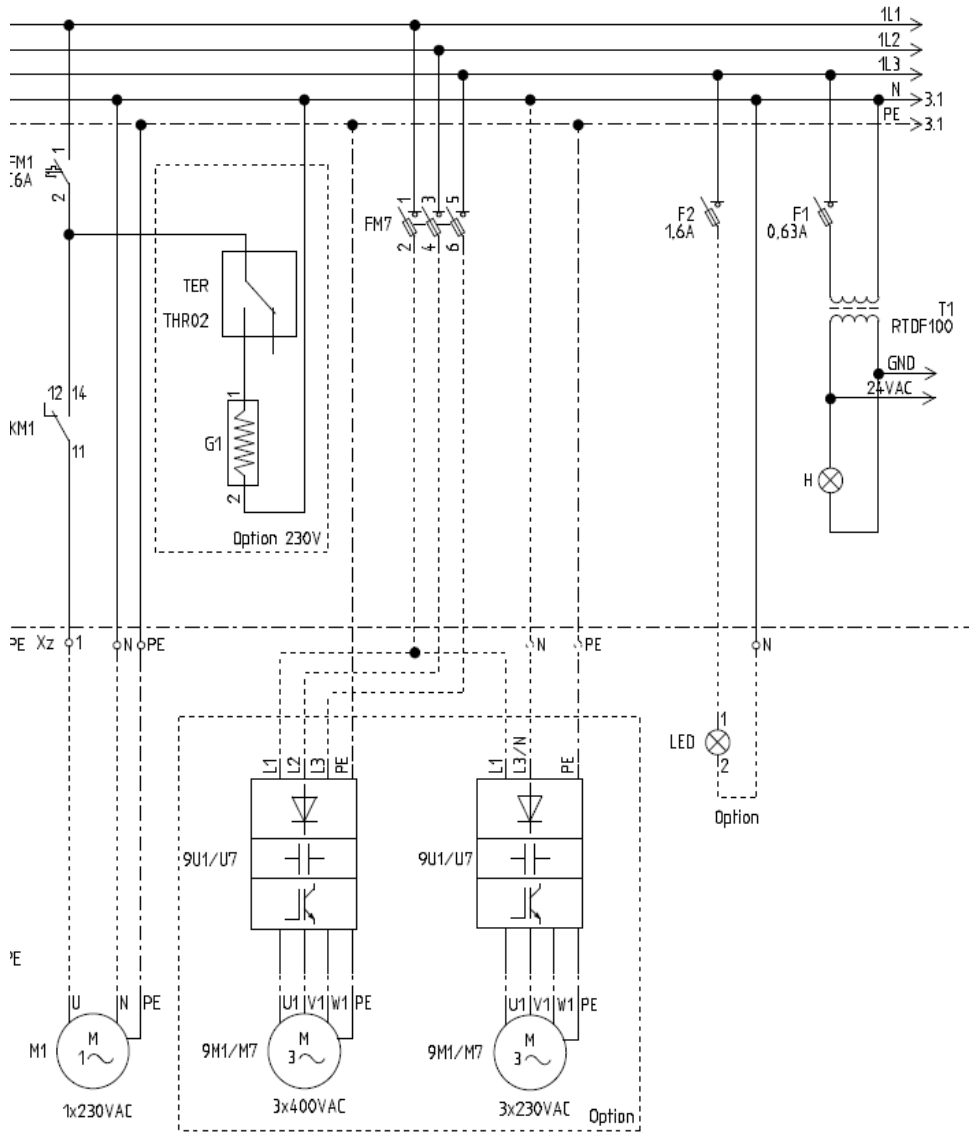 1L1
1L2
1L3
N 3.1
PE 3.1
FM1
1
2
TER
THR02
G1
1
2
Option 230V
12 14
KM1
11
FM7
1 3 5
2 4 6
F2
1,6A
F1
0,63A
T1
RTDF100
GND
24VAC
H
PE Xz 1 N PE N PE N
LED
1
2
Option
L1 L2 L3 PE
L1 L3/N PE
9U1/U7
9U1/U7
PE
U N PE
U1 V1 W1 PE
U1 V1 W1 PE
M1
M
1~
9M1/M7
M
3~
9M1/M7
M
3~
1x230VAC
3x400VAC
3x230VAC
Option